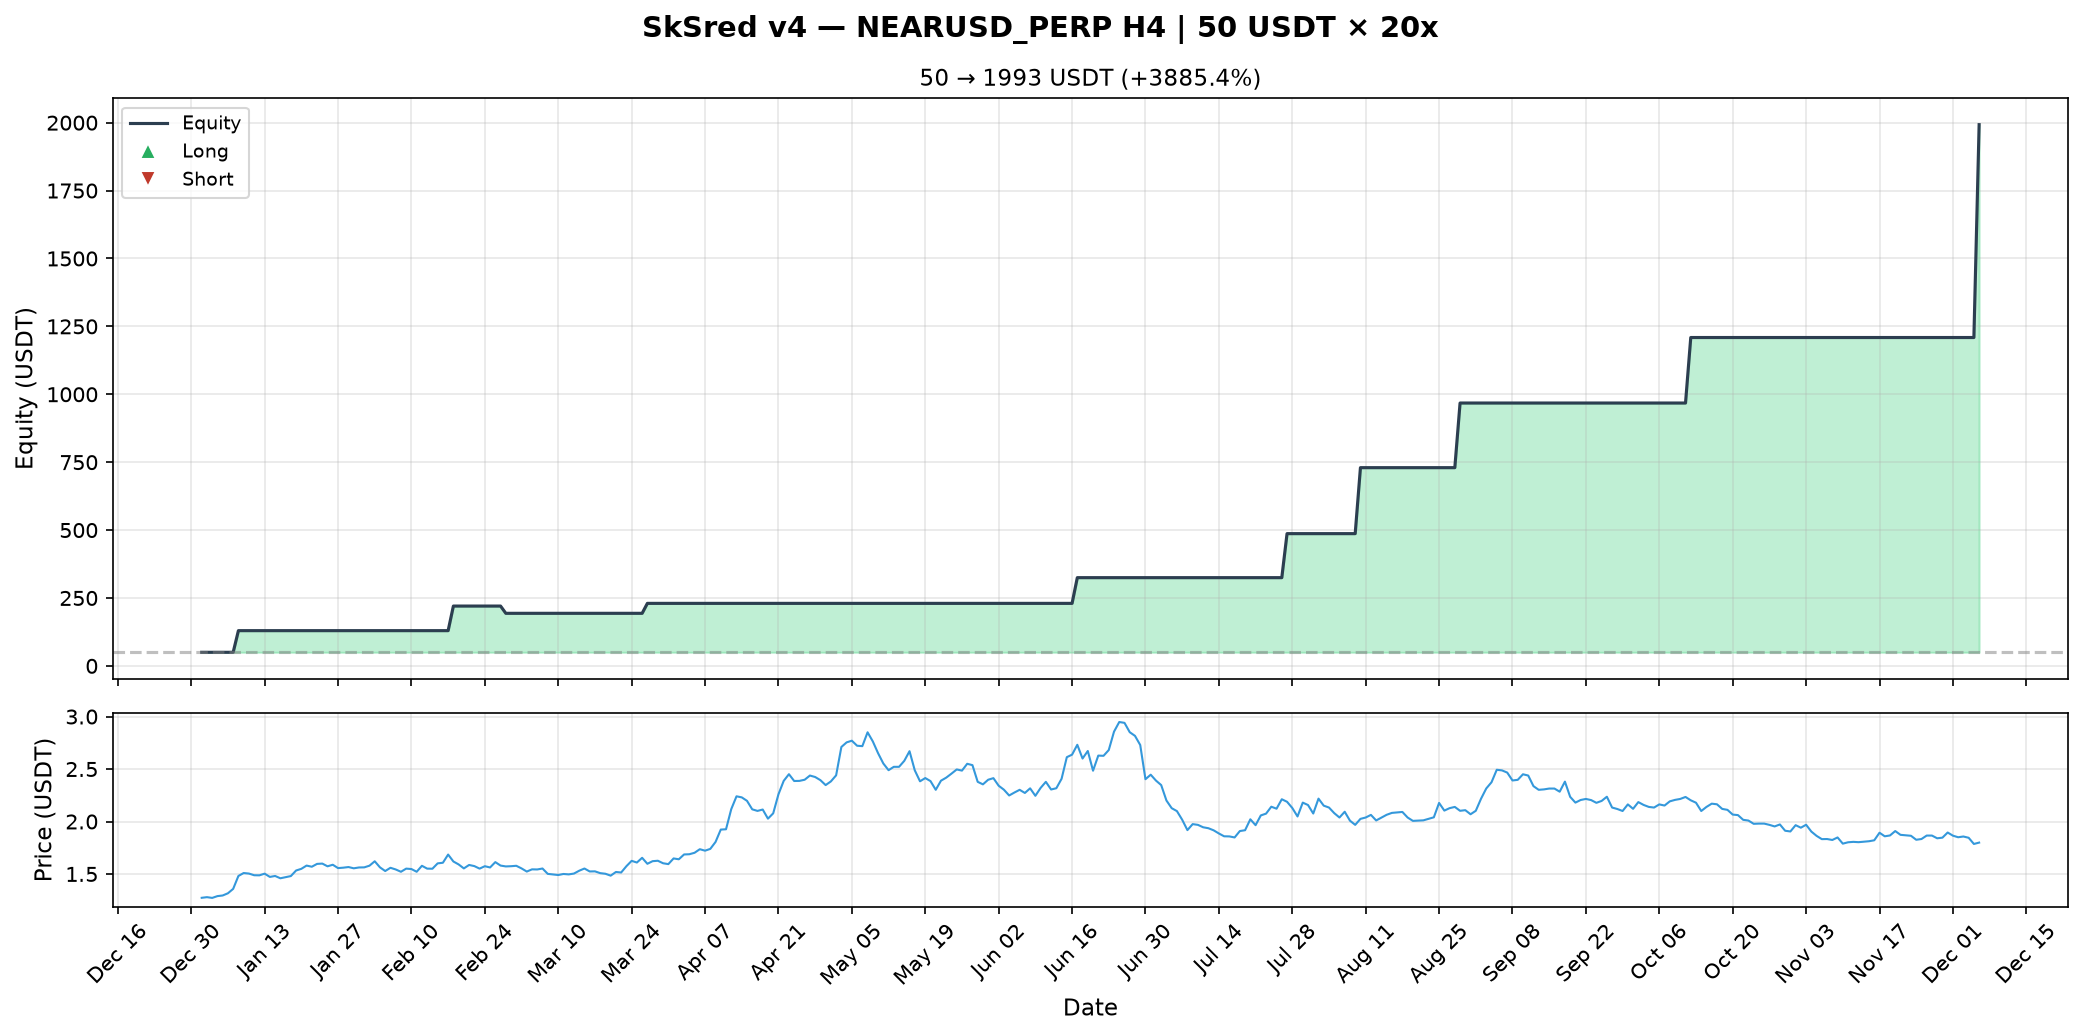 SkSred v4 — NEARUSD_PERP H4 | 50 USDT × 20x
50 → 1993 USDT (+3885.4%)
Equity
Long
Short
Equity (USDT)
2000
1750
1500
1250
1000
750
500
250
0
Price (USDT)
3.0
2.5
2.0
1.5
Dec 16
Dec 30
Jan 13
Jan 27
Feb 10
Feb 24
Mar 10
Mar 24
Apr 07
Apr 21
May 05
May 19
Jun 02
Jun 16
Jun 30
Jul 14
Jul 28
Aug 11
Aug 25
Sep 08
Sep 22
Oct 06
Oct 20
Nov 03
Nov 17
Dec 01
Dec 15
Date